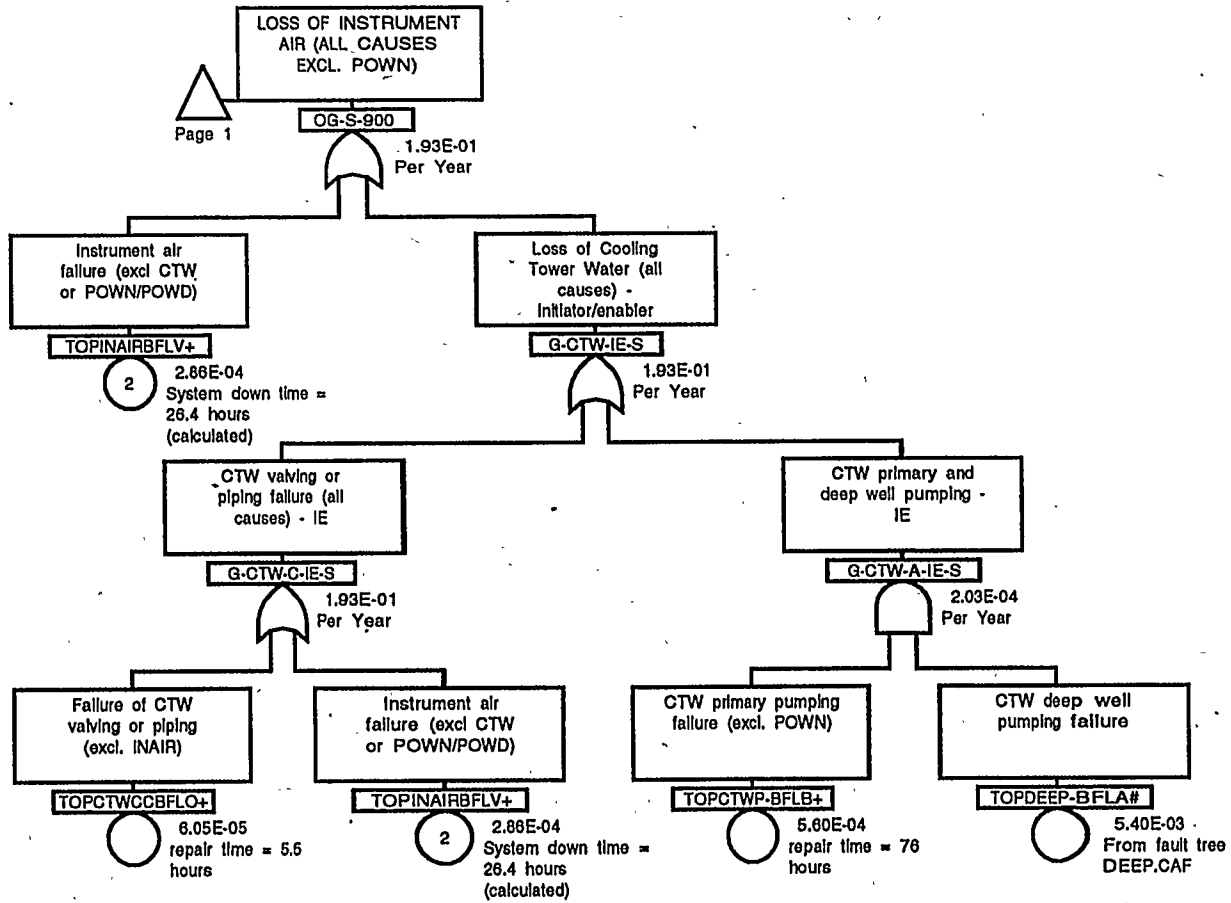 LOSS OF INSTRUMENT
AIR (ALL CAUSES
EXCL. POWN)
Page 1
OG-S-900
1.93E-01
Per Year
Instrument air
failure (excl CTW
or POWN/POWD)
TOPINAIRBFLV+
2
2.86E-04
System down time =
26.4 hours
(calculated)
Loss of Cooling
Tower Water (all
causes) -
Initiator/enabler
G-CTW-IE-S
1.93E-01
Per Year
CTW valving or
piping failure (all
causes) - IE
G-CTW-C-IE-S
1.93E-01
Per Year
CTW primary and
deep well pumping -
IE
G-CTW-A-IE-S
2.03E-04
Per Year
Failure of CTW
valving or piping
(excl. INAIR)
TOPCTWCCBFLO+
6.05E-05
repair time = 5.5
hours
Instrument air
failure (excl CTW
or POWN/POWD)
TOPINAIRBFLV+
2
2.86E-04
System down time =
26.4 hours
(calculated)
CTW primary pumping
failure (excl. POWN)
TOPCTWP-BFLB+
5.60E-04
repair time = 76
hours
CTW deep well
pumping failure
TOPDEEP-BFLA#
5.40E-03
From fault tree
DEEP.CAF